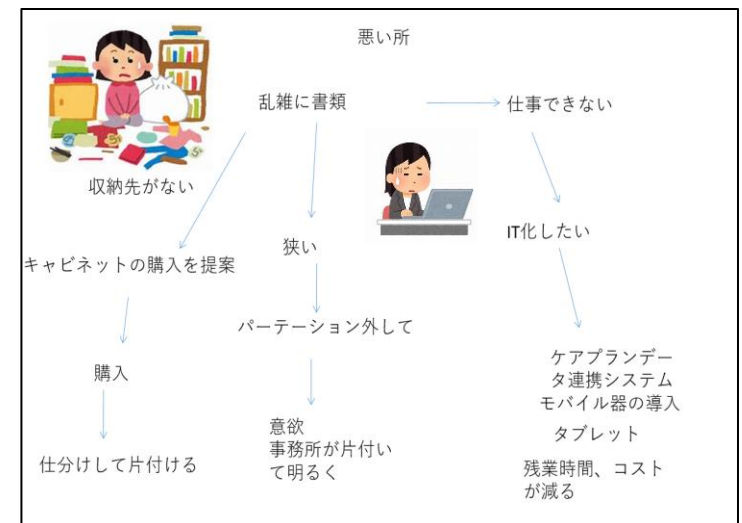 悪い所
乱雑に書類
仕事できない
収納先がない
狭い
IT化したい
キャビネットの購入を提案
パーテーション外して
購入
ケアプランデー
タ連携システム
モバイル器の導入
タブレット
意欲
事務所が片付い
て明るく
仕分けして片付ける
残業時間、コスト
が減る